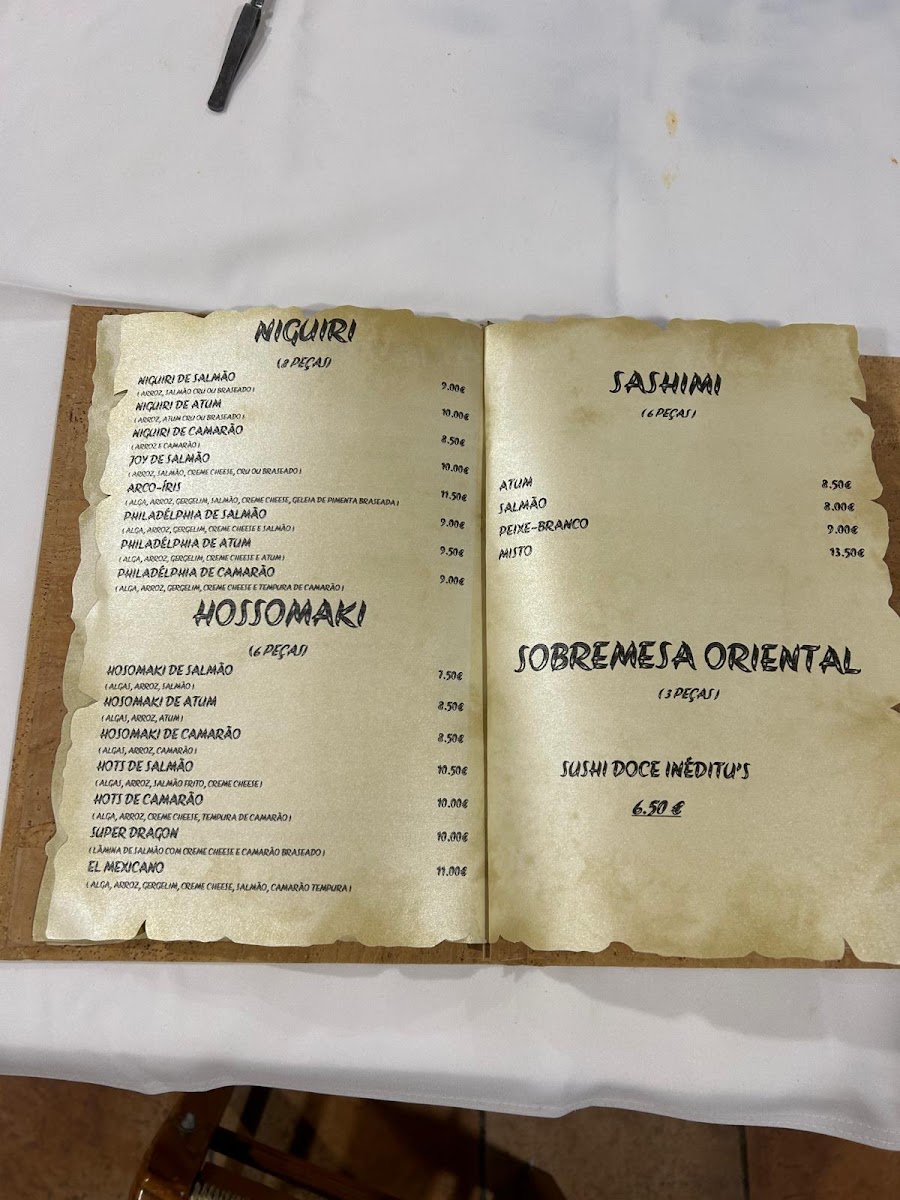 NIGUIRI
(8 PEÇAS)
NIGUIRI DE SALMÃO 9.00€
(ARROZ, SALMÃO CRU OU BRASEADO)
NIGUIRI DE ATUM 10.00€
(ARROZ, ATUM CRU OU BRASEADO)
NIGUIRI DE CAMARÃO 8.50€
(ARROZ E CAMARÃO)
JOY DE SALMÃO 10.00€
(ARROZ, SALMÃO, CREME CHEESE, CRU OU BRASEADO)
ARCO-ÍRIS 11.50€
(ALGA, ARROZ, GERGELIM, SALMÃO, CREME CHEESE, GELEIA DE PIMENTA BRASEADA)
PHILADÉLPHIA DE SALMÃO 9.00€
(ALGA, ARROZ, GERGELIM, CREME CHEESE E SALMÃO)
PHILADÉLPHIA DE ATUM 9.50€
(ALGA, ARROZ, GERGELIM, CREME CHEESE E ATUM)
PHILADÉLPHIA DE CAMARÃO 9.00€
(ALGA, ARROZ, GERGELIM, CREME CHEESE E TEMPURA DE CAMARÃO)
HOSSOMAKI
(6 PEÇAS)
HOSOMAKI DE SALMÃO 7.50€
(ALGAS, ARROZ, SALMÃO)
HOSOMAKI DE ATUM 8.50€
(ALGAS, ARROZ, ATUM)
HOSOMAKI DE CAMARÃO 8.50€
(ALGAS, ARROZ, CAMARÃO)
HOTS DE SALMÃO 10.50€
(ALGAS, ARROZ, SALMÃO FRITO, CREME CHEESE)
HOTS DE CAMARÃO 10.00€
(ALGA, ARROZ, CREME CHEESE, TEMPURA DE CAMARÃO)
SUPER DRAGON 10.00€
(LÂMINA DE SALMÃO COM CREME CHEESE E CAMARÃO BRASEADO)
EL MEXICANO 11.00€
(ALGA, ARROZ, GERGELIM, CREME CHEESE, SALMÃO, CAMARÃO TEMPURA)
SASHIMI
(6 PEÇAS)
ATUM 8.50€
SALMÃO 8.00€
PEIXE-BRANCO 9.00€
MISTO 13.50€
SOBREMESA ORIENTAL
(3 PEÇAS)
SUSHI DOCE INÉDITU'S
6.50 €